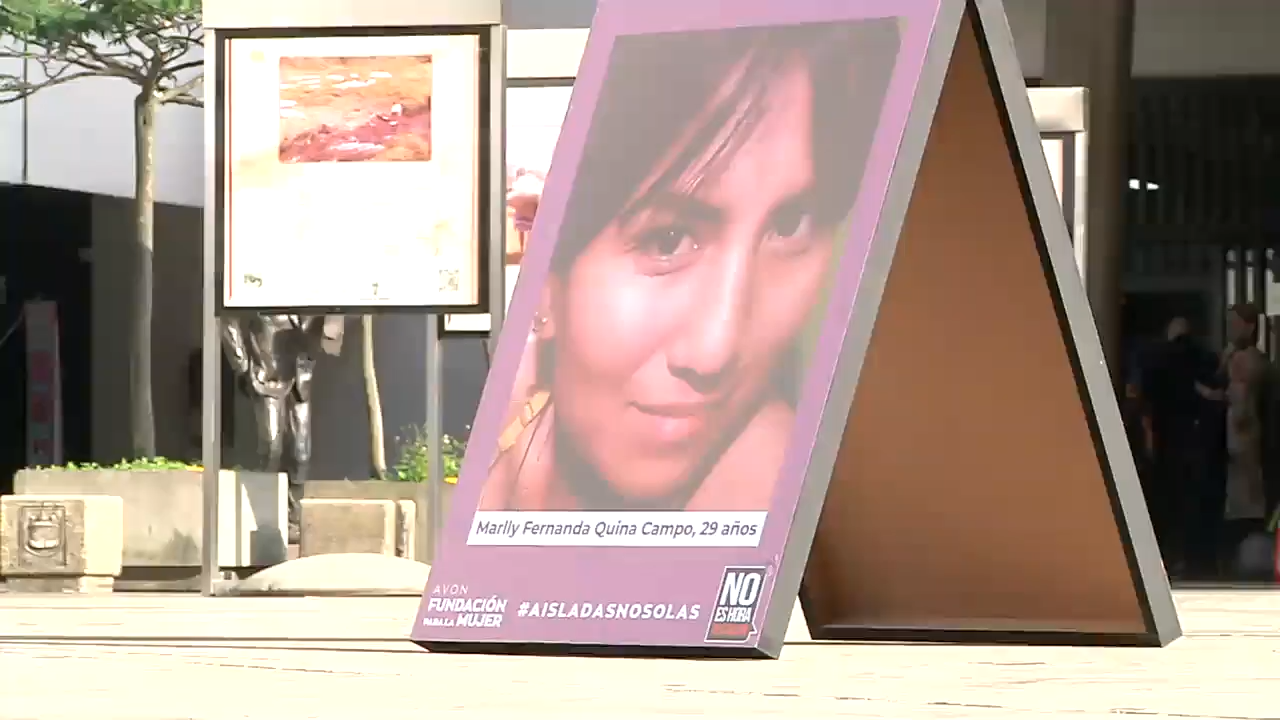 Marlly Fernanda Quina Campo, 29 años
AVON
FUNDACIÓN
PARA LA MUJER
#AISLADASNOSOLAS
NO
ES HORA